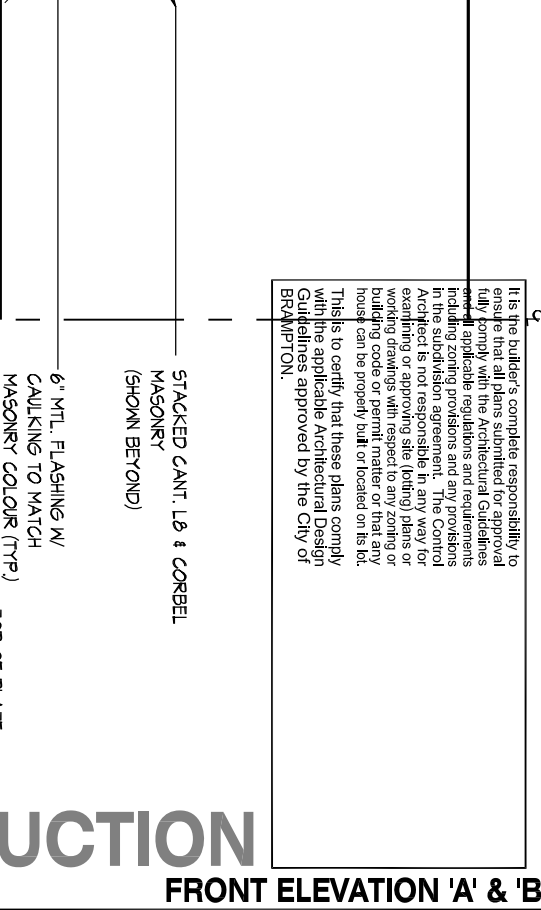 It is the builder's complete responsibility to
ensure that all plans submitted for approval
fully comply with the Architectural Guidelines
and all applicable regulations and requirements
including zoning provisions and any provisions
in the subdivision agreement. The Control
Architect is not responsible in any way for
examining or approving site (lotting) plans or
working drawings with respect to any zoning or
building code or permit matter or that any
house can be properly built or located on its lot.
This is to certify that these plans comply
with the applicable Architectural Design
Guidelines approved by the City of
BRAMPTON.
STACKED CANT. L8 & CORBEL
MASONRY
(SHOWN BEYOND)
6" MTL. FLASHING W/
CAULKING TO MATCH
MASONRY COLOUR (TYP.)
UCTION
FRONT ELEVATION 'A' & 'B